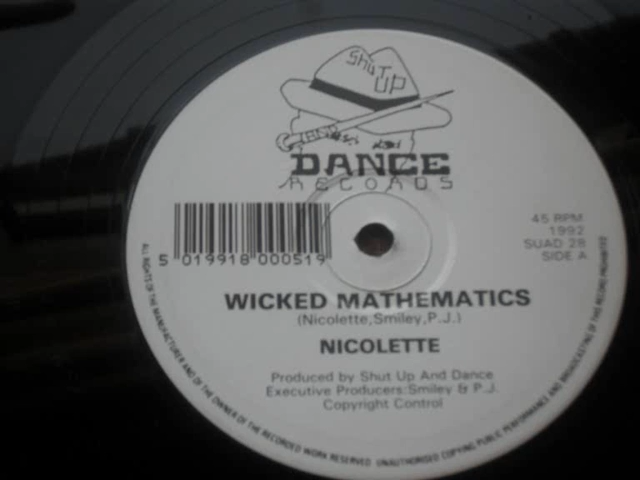 SHUT
UP
DANCE
RECORDS
5 019918 000519
45 RPM
1992
SUAD 28
SIDE A
WICKED MATHEMATICS
(Nicolette,Smiley,P.J.)
NICOLETTE
Produced by Shut Up And Dance
Executive Producers:Smiley & P.J.
Copyright Control
ALL RIGHTS OF THE MANUFACTURER AND OF THE OWNER OF THE RECORDED WORK RESERVED. UNAUTHORISED COPYING PUBLIC PERFORMANCE AND BROADCASTING OF THIS RECORD PROHIBITED